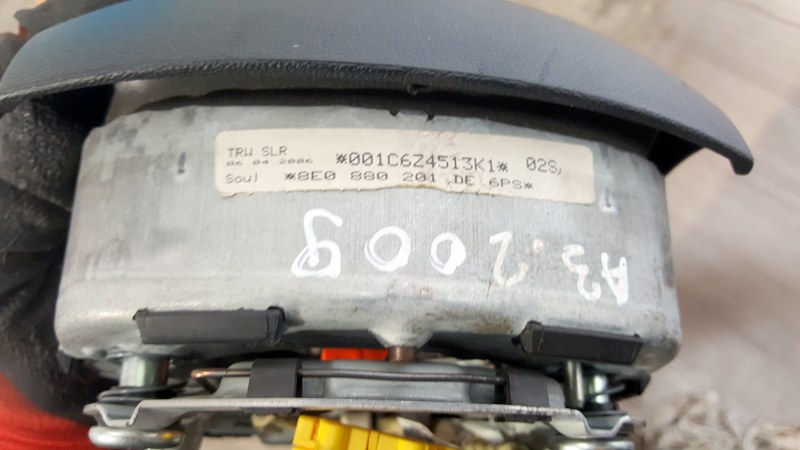 TRW SLR
06 04 2006 *001C6Z4513K1* 02S
Soul *8E0 880 201 DE 6PS*
A3.2009